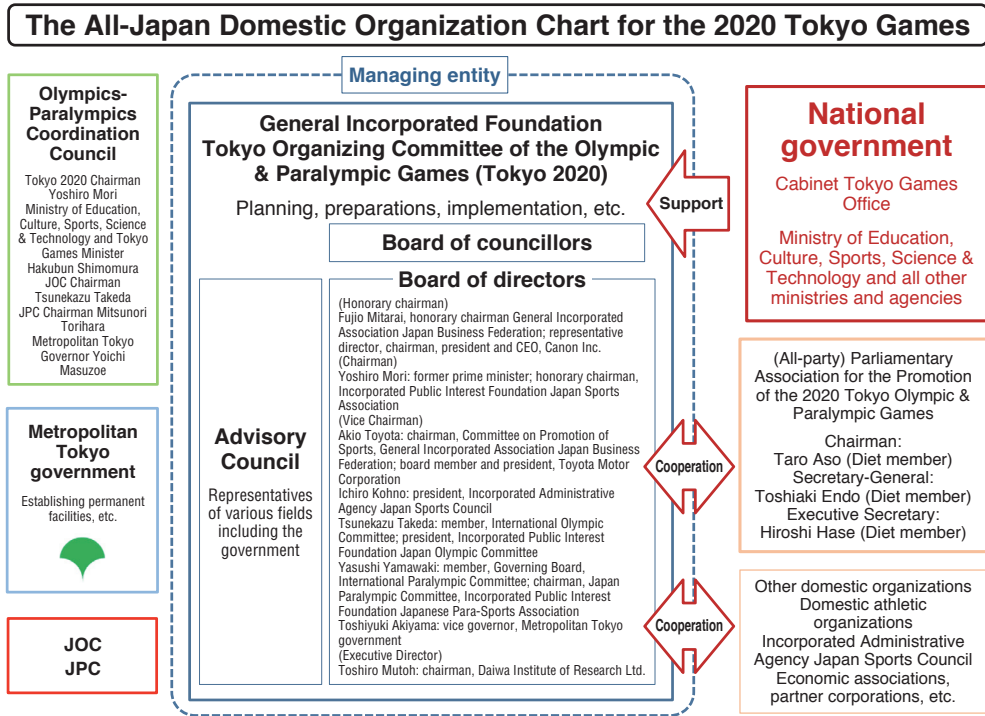 The All-Japan Domestic Organization Chart for the 2020 Tokyo Games
Olympics-
Paralympics
Coordination
Council
Tokyo 2020 Chairman
Yoshiro Mori
Ministry of Education,
Culture, Sports, Science
& Technology and Tokyo
Games Minister
Hakubun Shimomura
JOC Chairman
Tsunekazu Takeda
JPC Chairman Mitsunori
Torihara
Metropolitan Tokyo
Governor Yoichi
Masuzoe
Metropolitan
Tokyo
government
Establishing permanent
facilities, etc.
JOC
JPC
Managing entity
General Incorporated Foundation
Tokyo Organizing Committee of the Olympic
& Paralympic Games (Tokyo 2020)
Planning, preparations, implementation, etc.
Board of councillors
Advisory
Council
Representatives
of various fields
including the
government
Board of directors
(Honorary chairman)
Fujio Mitarai, honorary chairman General Incorporated
Association Japan Business Federation; representative
director, chairman, president and CEO, Canon Inc.
(Chairman)
Yoshiro Mori: former prime minister; honorary chairman,
Incorporated Public Interest Foundation Japan Sports
Association
(Vice Chairman)
Akio Toyota: chairman, Committee on Promotion of
Sports, General Incorporated Association Japan Business
Federation; board member and president, Toyota Motor
Corporation
Ichiro Kohno: president, Incorporated Administrative
Agency Japan Sports Council
Tsunekazu Takeda: member, International Olympic
Committee; president, Incorporated Public Interest
Foundation Japan Olympic Committee
Yasushi Yamawaki: member, Governing Board,
International Paralympic Committee; chairman, Japan
Paralympic Committee, Incorporated Public Interest
Foundation Japanese Para-Sports Association
Toshiyuki Akiyama: vice governor, Metropolitan Tokyo
government
(Executive Director)
Toshiro Mutoh: chairman, Daiwa Institute of Research Ltd.
Support
Cooperation
Cooperation
National
government
Cabinet Tokyo Games
Office
Ministry of Education,
Culture, Sports, Science &
Technology and all other
ministries and agencies
(All-party) Parliamentary
Association for the Promotion
of the 2020 Tokyo Olympic &
Paralympic Games
Chairman:
Taro Aso (Diet member)
Secretary-General:
Toshiaki Endo (Diet member)
Executive Secretary:
Hiroshi Hase (Diet member)
Other domestic organizations
Domestic athletic
organizations
Incorporated Administrative
Agency Japan Sports Council
Economic associations,
partner corporations, etc.